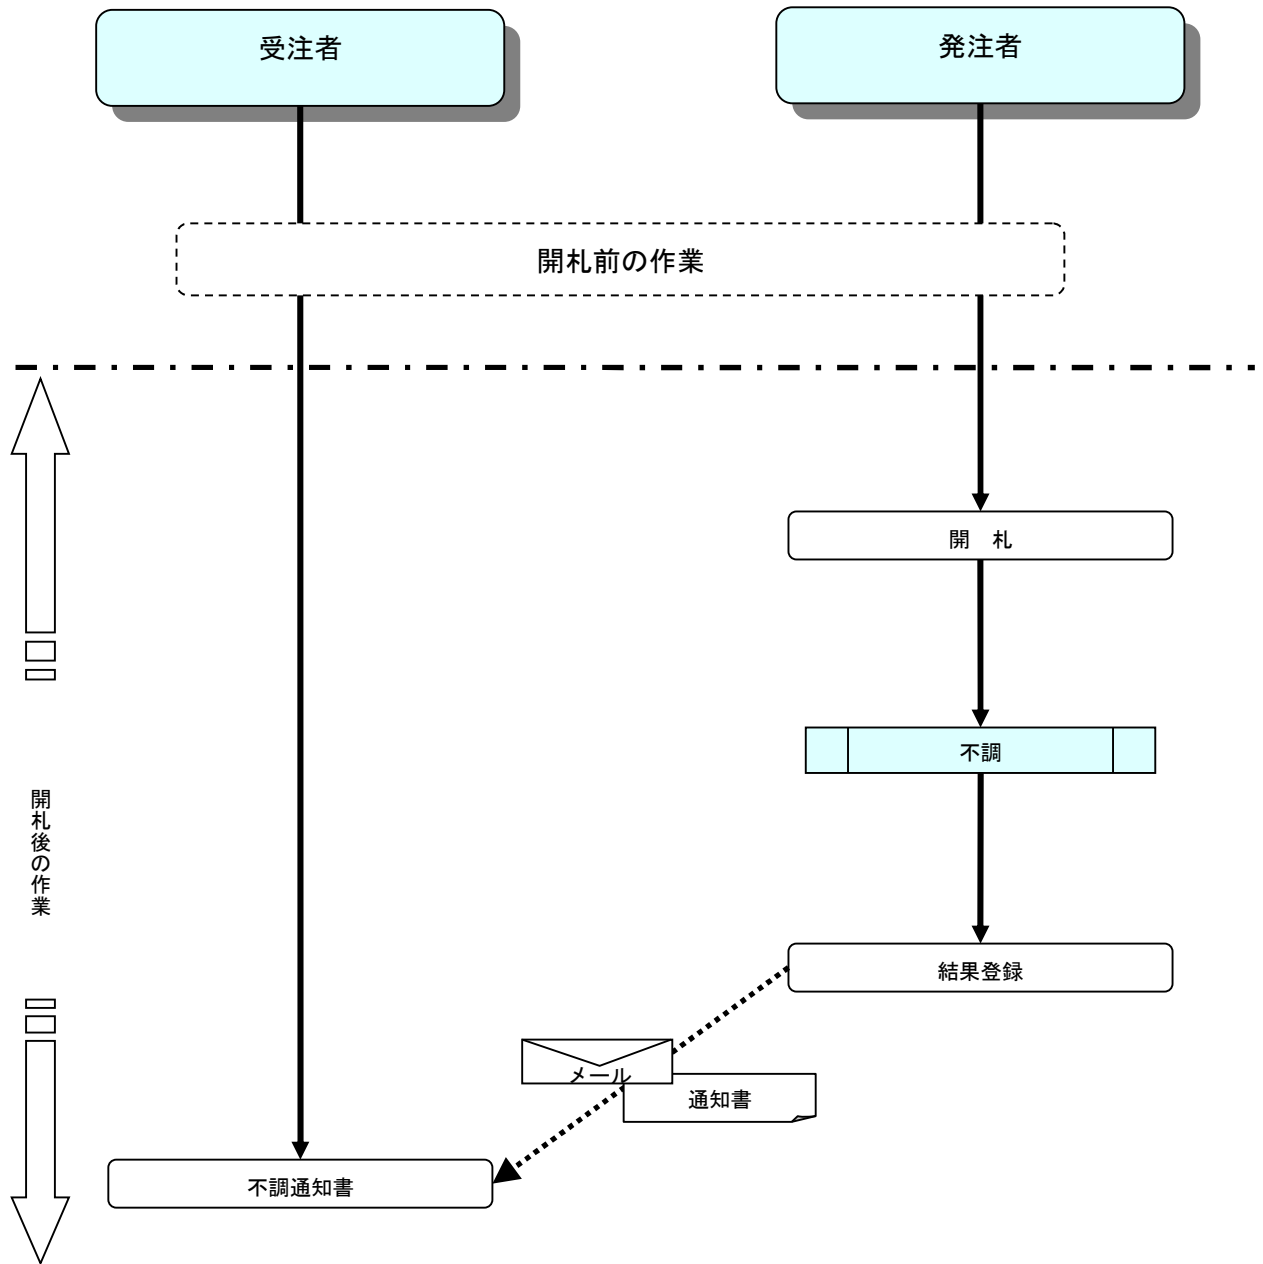 受注者
発注者
開札前の作業
開　札
不調
開札後の作業
結果登録
メール
通知書
不調通知書